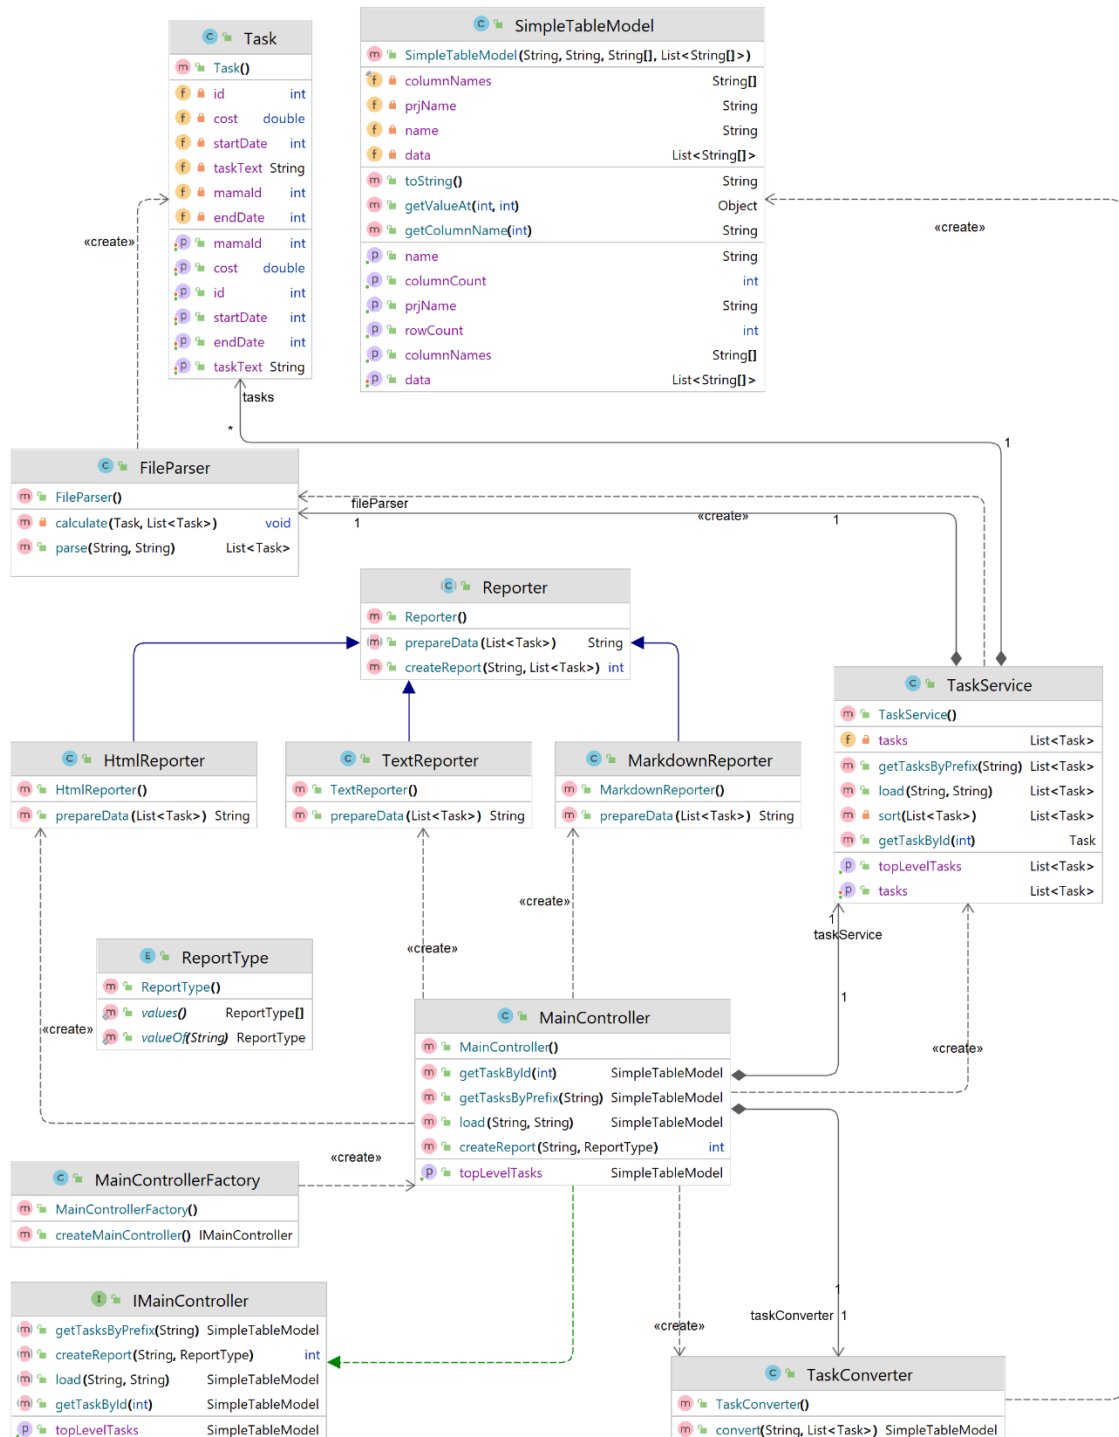 Task
Task()
id int
cost double
startDate int
taskText String
mamaId int
endDate int
mamaId int
cost double
id int
startDate int
endDate int
taskText String
SimpleTableModel
SimpleTableModel(String, String, String[], List<String[]>)
columnNames String[]
prjName String
name String
data List<String[]>
toString() String
getValueAt(int, int) Object
getColumnName(int) String
name String
columnCount int
prjName String
rowCount int
columnNames String[]
data List<String[]>
«create»
«create»
tasks
*
1
FileParser
FileParser()
calculate(Task, List<Task>) void
parse(String, String) List<Task>
fileParser
1
«create»
1
Reporter
Reporter()
prepareData(List<Task>) String
createReport(String, List<Task>) int
TaskService
TaskService()
tasks List<Task>
getTasksByPrefix(String) List<Task>
load(String, String) List<Task>
sort(List<Task>) List<Task>
getTaskById(int) Task
topLevelTasks List<Task>
tasks List<Task>
HtmlReporter
HtmlReporter()
prepareData(List<Task>) String
TextReporter
TextReporter()
prepareData(List<Task>) String
MarkdownReporter
MarkdownReporter()
prepareData(List<Task>) String
«create»
«create»
1
taskService
1
«create»
ReportType
ReportType()
values() ReportType[]
valueOf(String) ReportType
«create»
MainController
MainController()
getTaskById(int) SimpleTableModel
getTasksByPrefix(String) SimpleTableModel
load(String, String) SimpleTableModel
createReport(String, ReportType) int
topLevelTasks SimpleTableModel
«create»
MainControllerFactory
MainControllerFactory()
createMainController() IMainController
IMainController
getTasksByPrefix(String) SimpleTableModel
createReport(String, ReportType) int
load(String, String) SimpleTableModel
getTaskById(int) SimpleTableModel
topLevelTasks SimpleTableModel
1
taskConverter 1
«create»
TaskConverter
TaskConverter()
convert(String, List<Task>) SimpleTableModel